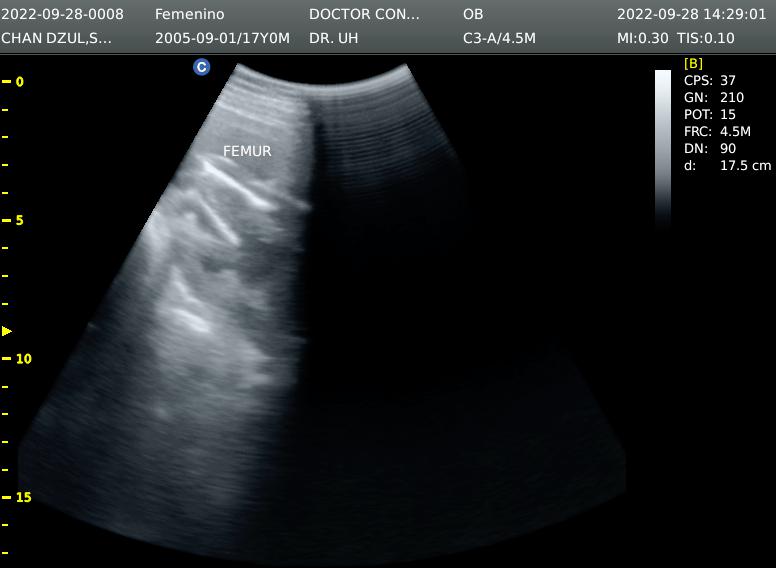 2022-09-28-0008 Femenino DOCTOR CON... OB 2022-09-28 14:29:01
CHAN DZUL,S... 2005-09-01/17Y0M DR. UH C3-A/4.5M MI:0.30 TIS:0.10
C
[B]
CPS: 37
GN: 210
POT: 15
FRC: 4.5M
DN: 90
d: 17.5 cm
FEMUR
0
5
10
15